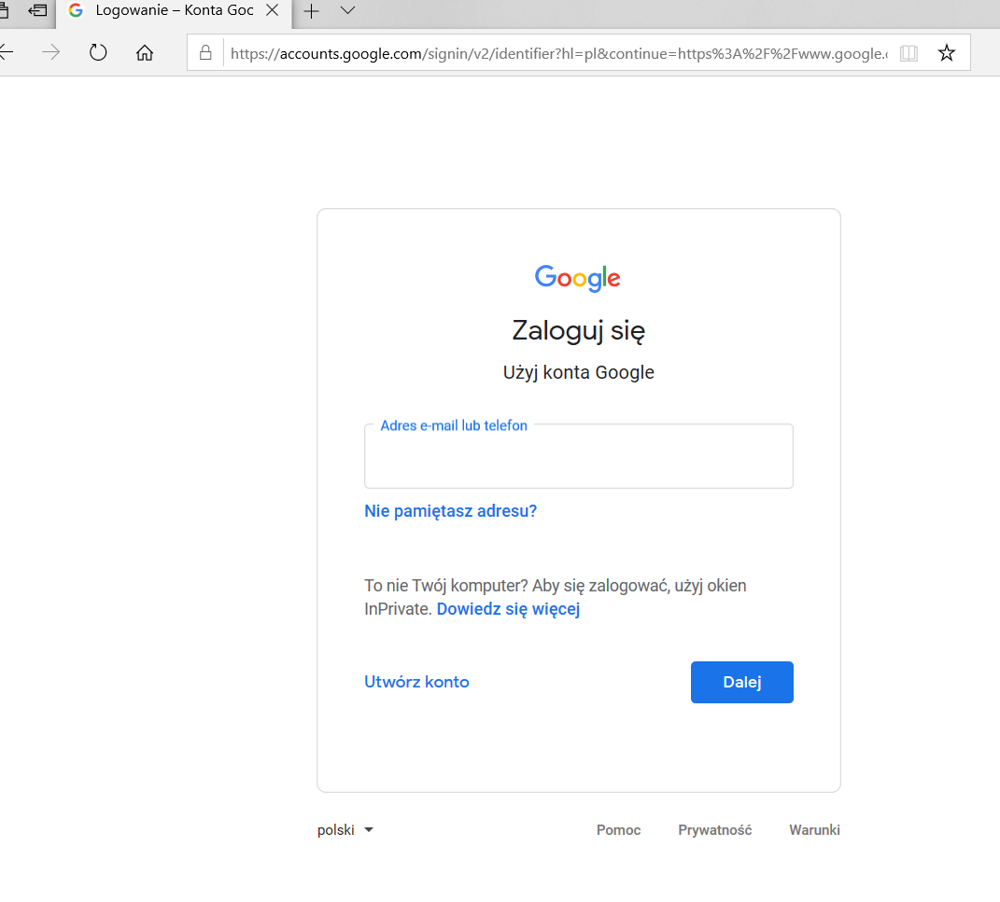 Logowanie – Konta Goc
https://accounts.google.com/signin/v2/identifier?hl=pl&continue=https%3A%2F%2Fwww.google.
Google
Zaloguj się
Użyj konta Google
Adres e-mail lub telefon
Nie pamiętasz adresu?
To nie Twój komputer? Aby się zalogować, użyj okien
InPrivate. Dowiedz się więcej
Utwórz konto
Dalej
polski
Pomoc
Prywatność
Warunki